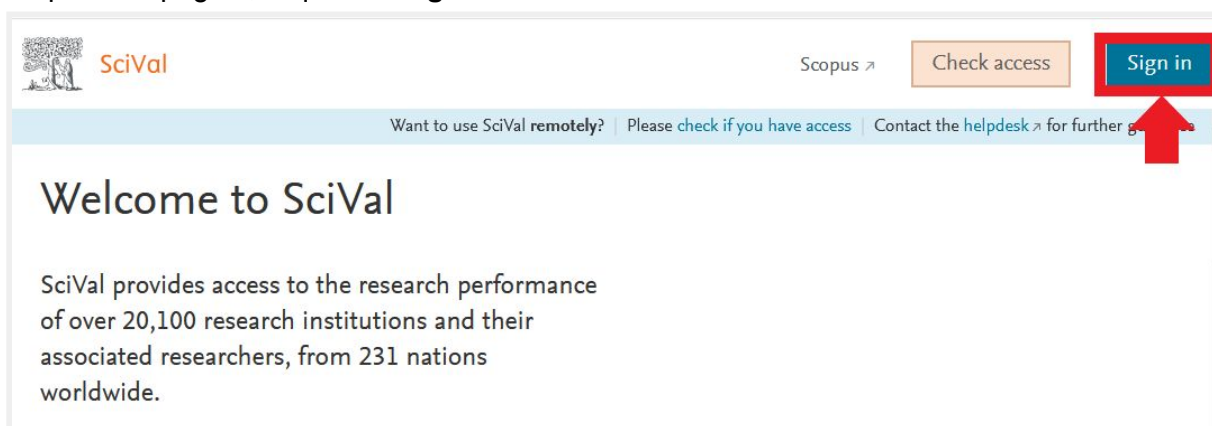 SciVal
Scopus ↗
Check access
Sign in
Want to use SciVal remotely? | Please check if you have access | Contact the helpdesk ↗ for further
Welcome to SciVal
SciVal provides access to the research performance
of over 20,100 research institutions and their
associated researchers, from 231 nations
worldwide.